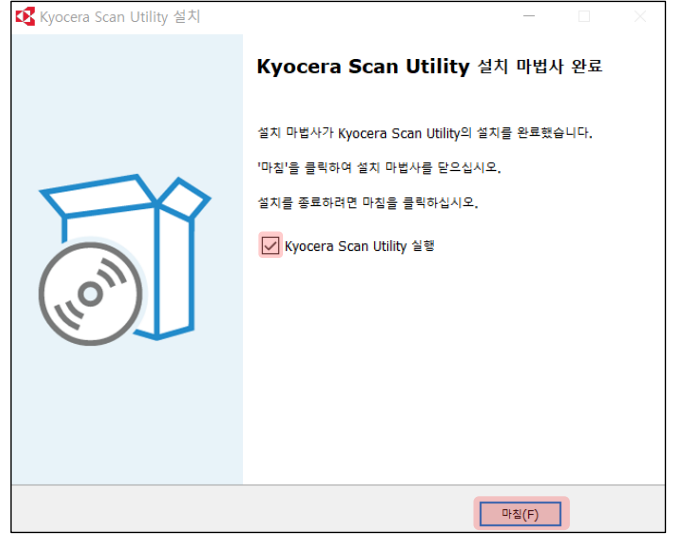 Kyocera Scan Utility 설치
Kyocera Scan Utility 설치 마법사 완료
설치 마법사가 Kyocera Scan Utility의 설치를 완료했습니다.
'마침'을 클릭하여 설치 마법사를 닫으십시오.
설치를 종료하려면 마침을 클릭하십시오.
Kyocera Scan Utility 실행
마침(F)